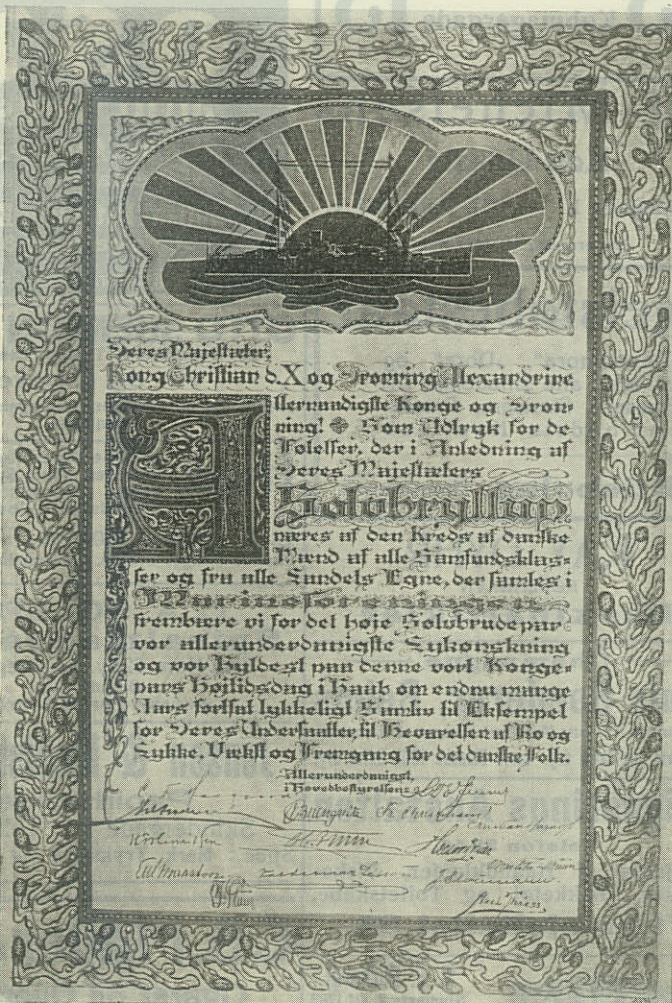 Deres Majestæter,
Kong Christian d. X og Dronning Alexandrine
Allernaadigste Konge og Dron-
ning! Som Udtryk for de
Følelser, der i Anledning af
Deres Majestæters
Sølvbryllup
næres af den Kreds af danske
Mænd af alle Samfundsklas-
ser og fra alle Landets Egne, der samles i
Marineforeningen
frembære vi for det høje Sølvbrudepar
vor allerunderdanigste Lykønskning
og vor Hyldest paa denne vort Konge-
pars Højtidsdag i Haab om endnu mange
Aars fortsat lykkeligt Samliv til Eksempel
for Deres Undersaatter, til Bevarelsen af Ro og
Lykke, Vækst og Fremgang for det danske Folk.
Allerunderdanigst,
i Hovedbestyrelsen: